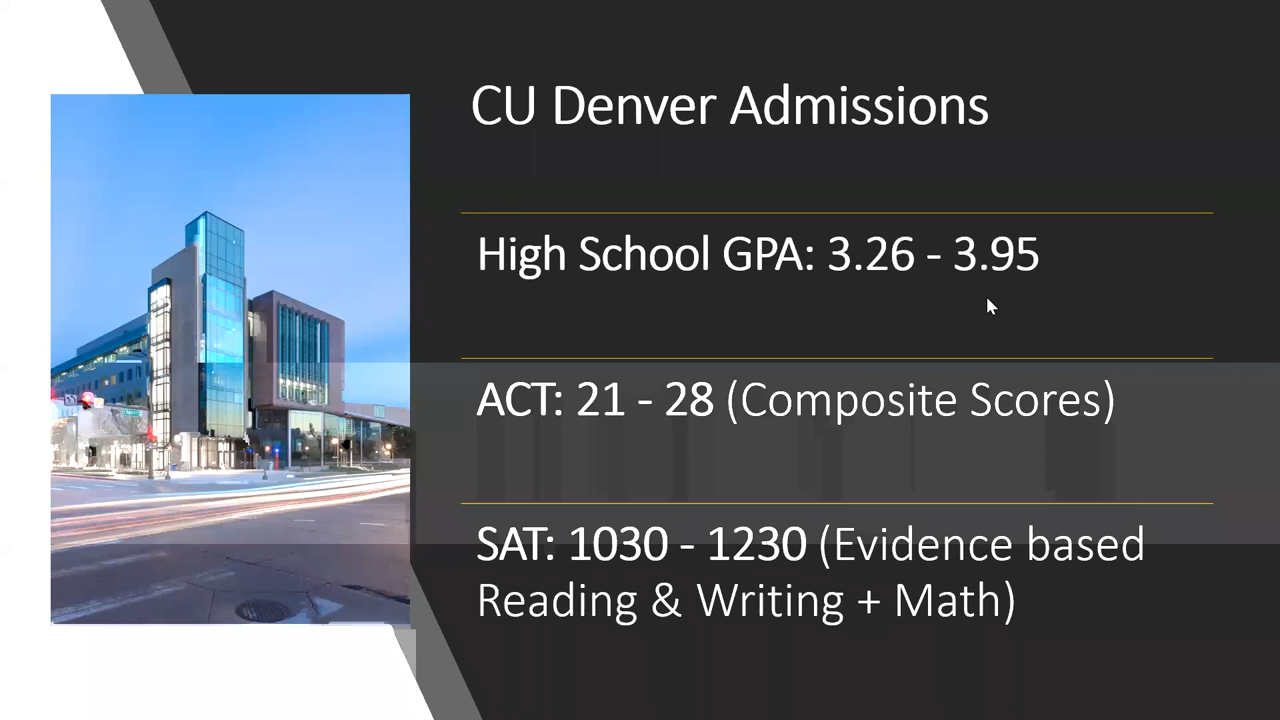 CU Denver Admissions
High School GPA: 3.26 - 3.95
ACT: 21 - 28 (Composite Scores)
SAT: 1030 - 1230 (Evidence based
Reading & Writing + Math)